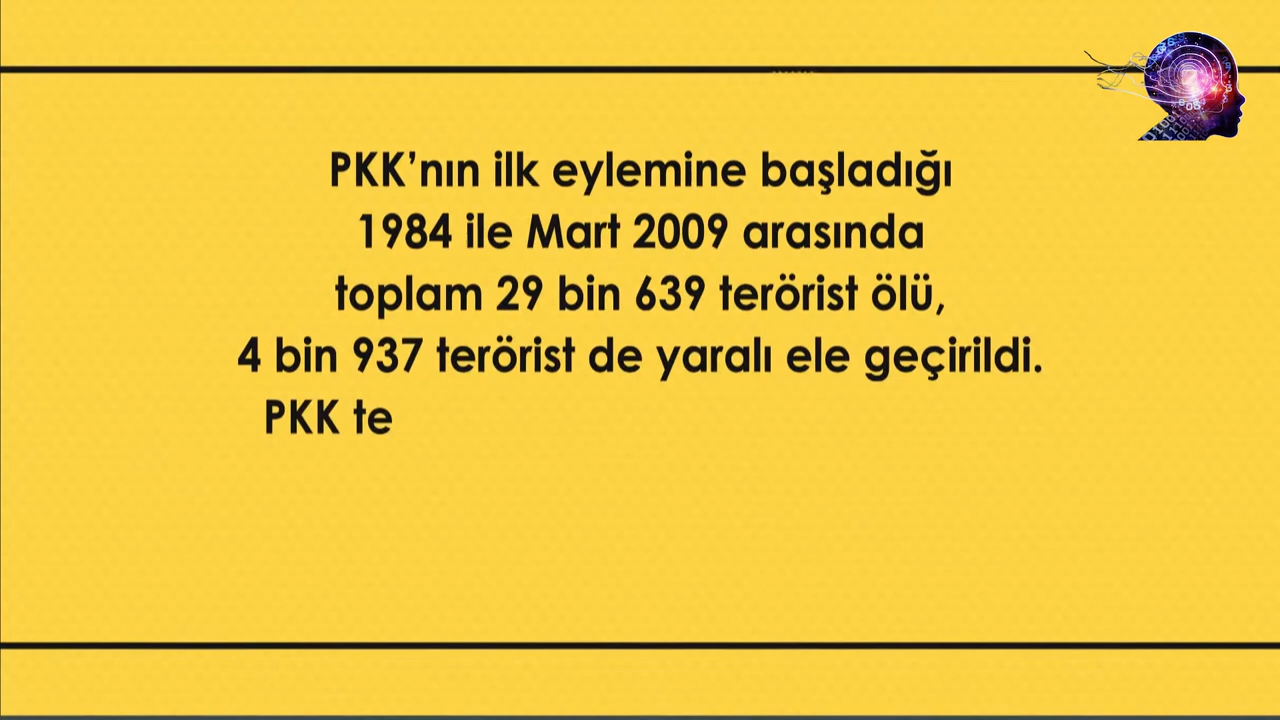 PKK’nın ilk eylemine başladığı
1984 ile Mart 2009 arasında
toplam 29 bin 639 terörist ölü,
4 bin 937 terörist de yaralı ele geçirildi.
PKK te